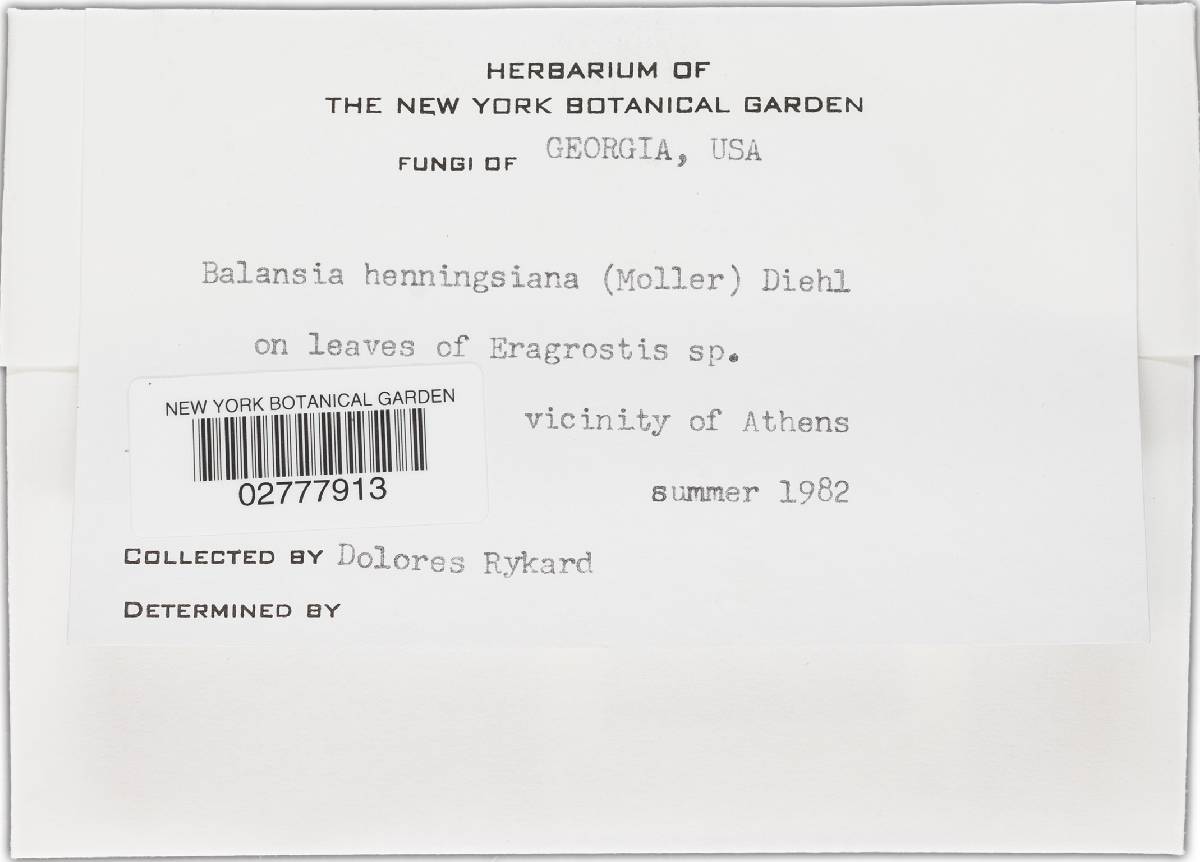 HERBARIUM OF
THE NEW YORK BOTANICAL GARDEN
FUNGI OF GEORGIA, USA
Balansia henningsiana (Moller) Diehl
on leaves of Eragrostis sp.
vicinity of Athens
summer 1982
NEW YORK BOTANICAL GARDEN
02777913
COLLECTED BY Dolores Rykard
DETERMINED BY